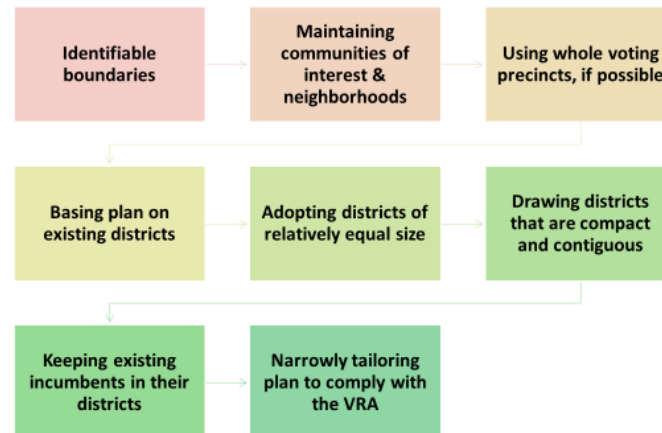 Identifiable
boundaries
Maintaining
communities of
interest &
neighborhoods
Using whole voting
precincts, if possible
Basing plan on
existing districts
Adopting districts of
relatively equal size
Drawing districts
that are compact
and contiguous
Keeping existing
incumbents in their
districts
Narrowly tailoring
plan to comply with
the VRA